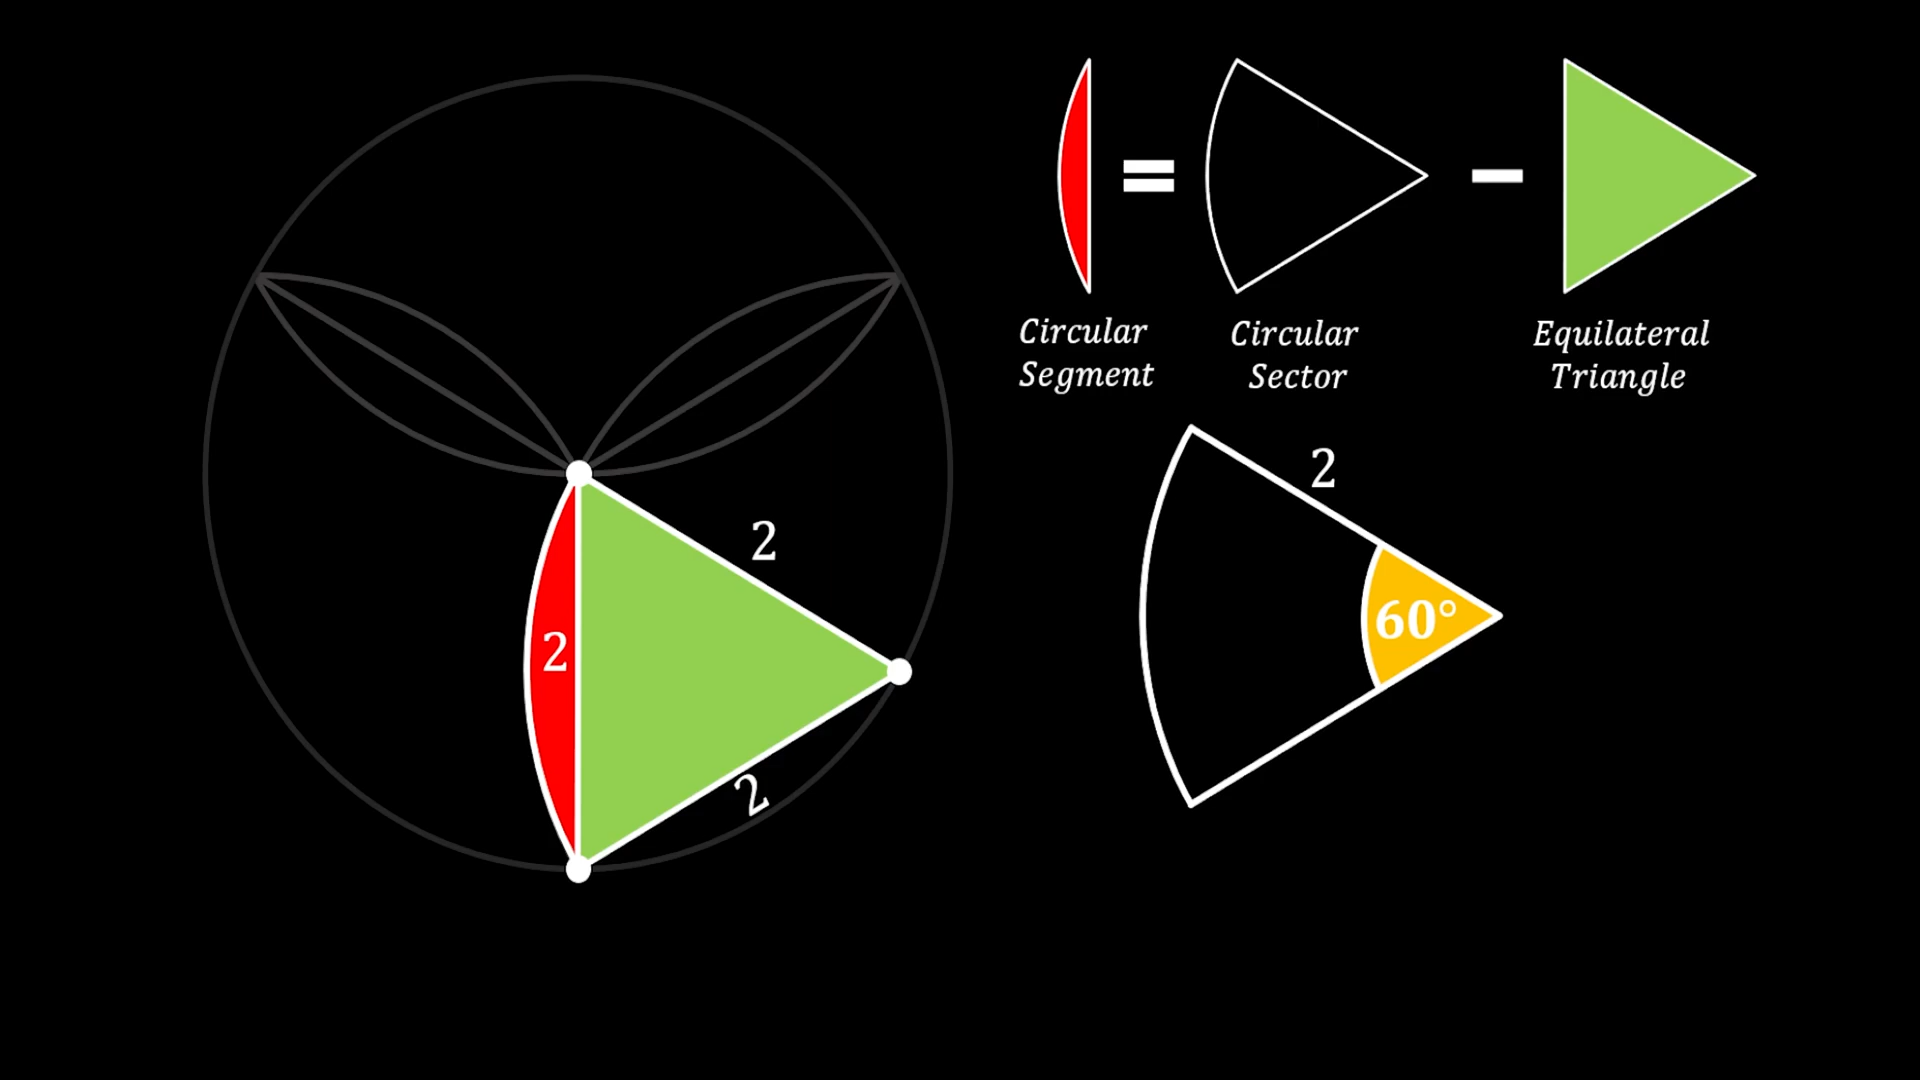 Circular
Segment
Circular
Sector
Equilateral
Triangle
2
2
2
2
60°